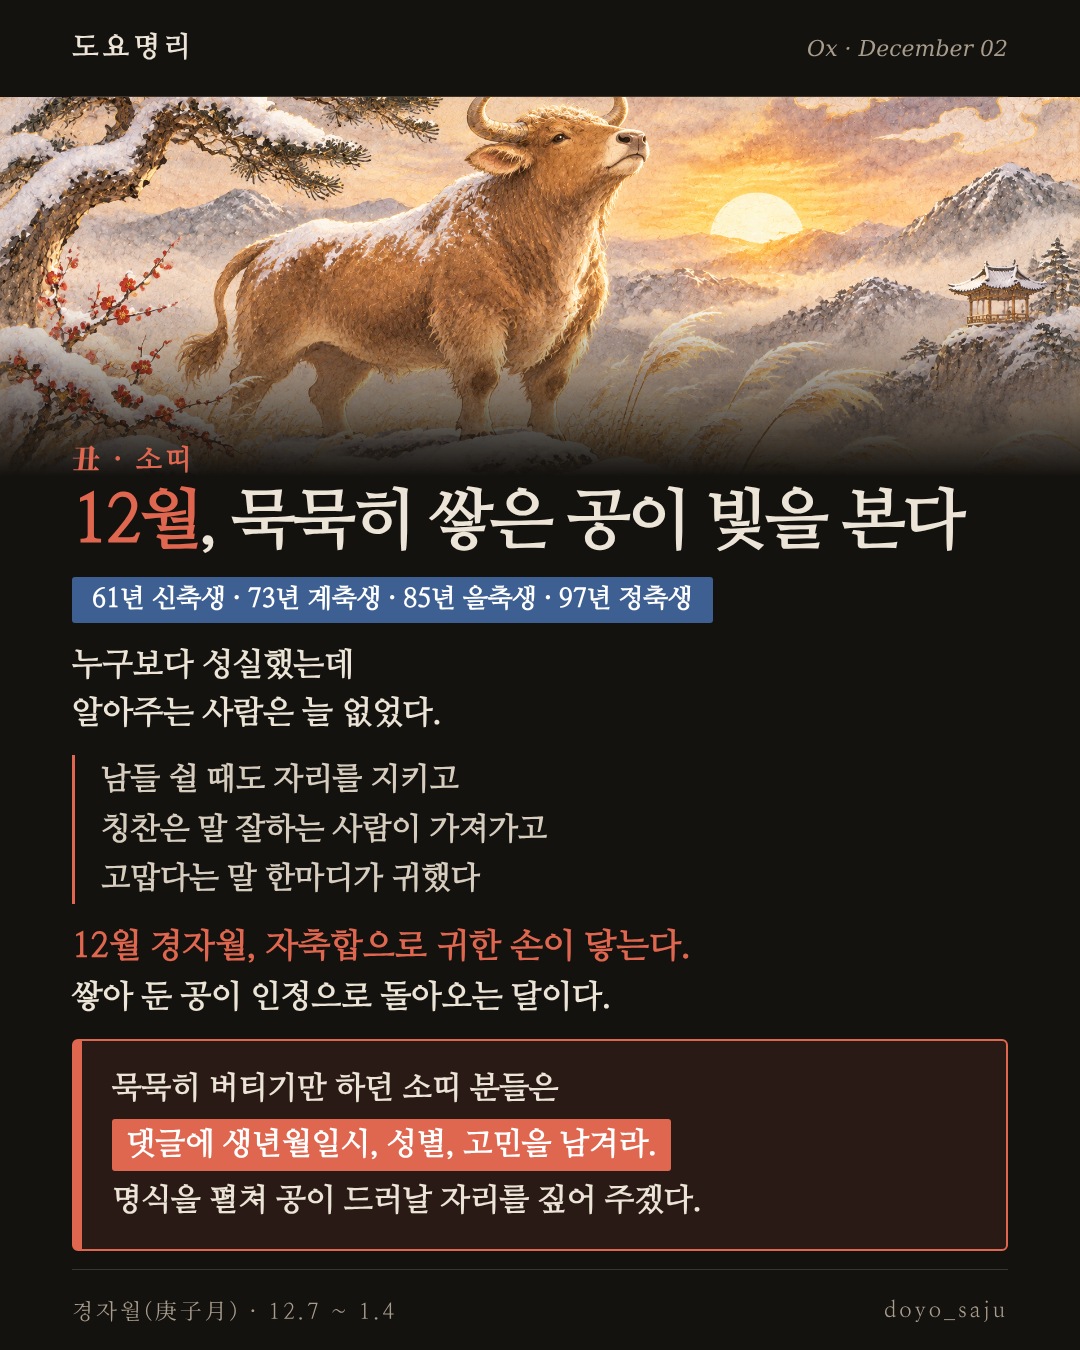 도요명리
Ox · December 02
丑 · 소띠
12월, 묵묵히 쌓은 공이 빛을 본다
61년 신축생 · 73년 계축생 · 85년 을축생 · 97년 정축생
누구보다 성실했는데
알아주는 사람은 늘 없었다.
남들 쉴 때도 자리를 지키고
칭찬은 말 잘하는 사람이 가져가고
고맙다는 말 한마디가 귀했다
12월 경자월, 자축합으로 귀한 손이 닿는다.
쌓아 둔 공이 인정으로 돌아오는 달이다.
묵묵히 버티기만 하던 소띠 분들은
댓글에 생년월일시, 성별, 고민을 남겨라.
명식을 펼쳐 공이 드러날 자리를 짚어 주겠다.
경자월(庚子月) · 12.7 ~ 1.4
doyo_saju